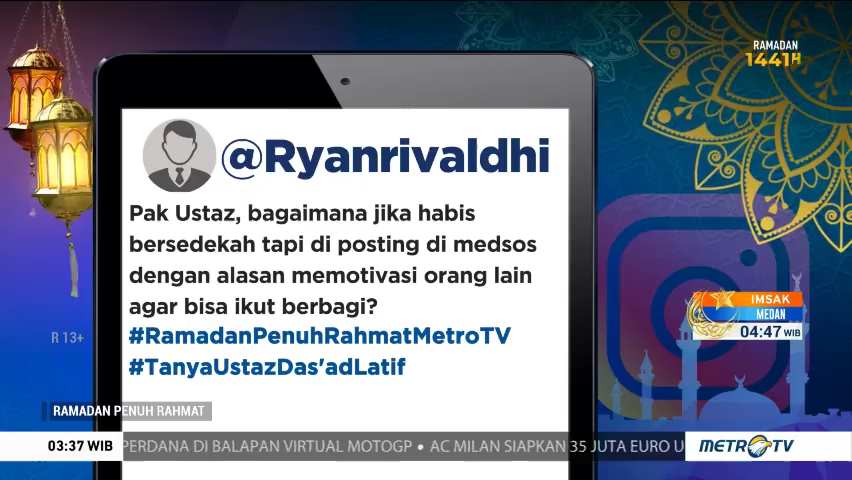 RAMADAN
1441H
@Ryanrivaldhi
Pak Ustaz, bagaimana jika habis
bersedekah tapi di posting di medsos
dengan alasan memotivasi orang lain
agar bisa ikut berbagi?
#RamadanPenuhRahmatMetroTV
#TanyaUstazDas'adLatif
IMSAK
MEDAN
04:47 WIB
R 13+
RAMADAN PENUH RAHMAT
03:37 WIB
PERDANA DI BALAPAN VIRTUAL MOTOGP • AC MILAN SIAPKAN 35 JUTA EURO U
METRO TV